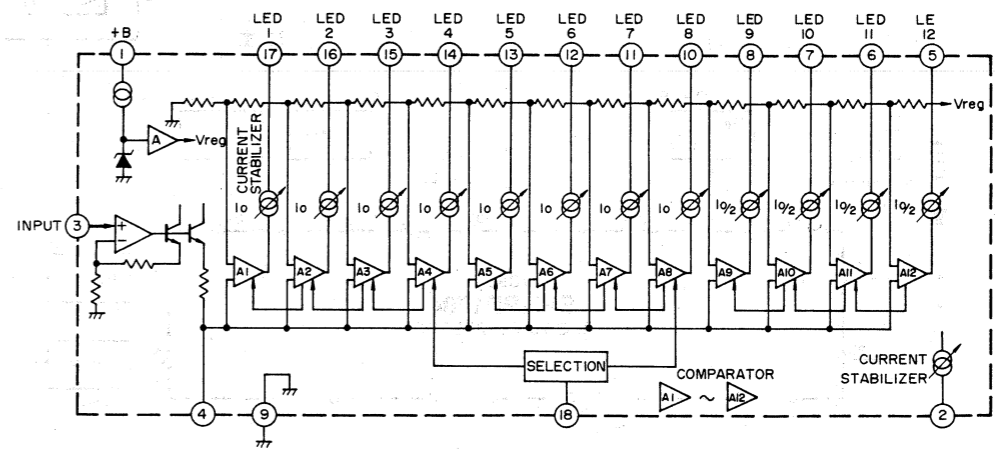 LED LED LED LED LED LED LED LED LED LED LED LE
+B 1 2 3 4 5 6 7 8 9 10 11 12
1 17 16 15 14 13 12 11 10 8 7 6 5
Vreg
A Vreg
CURRENT
STABILIZER
Io Io Io Io Io Io Io Io Io/2 Io/2 Io/2 Io/2
INPUT 3 + −
A1 A2 A3 A4 A5 A6 A7 A8 A9 A10 A11 A12
SELECTION
COMPARATOR
A1 ~ A12
CURRENT
STABILIZER
4 9 18 2